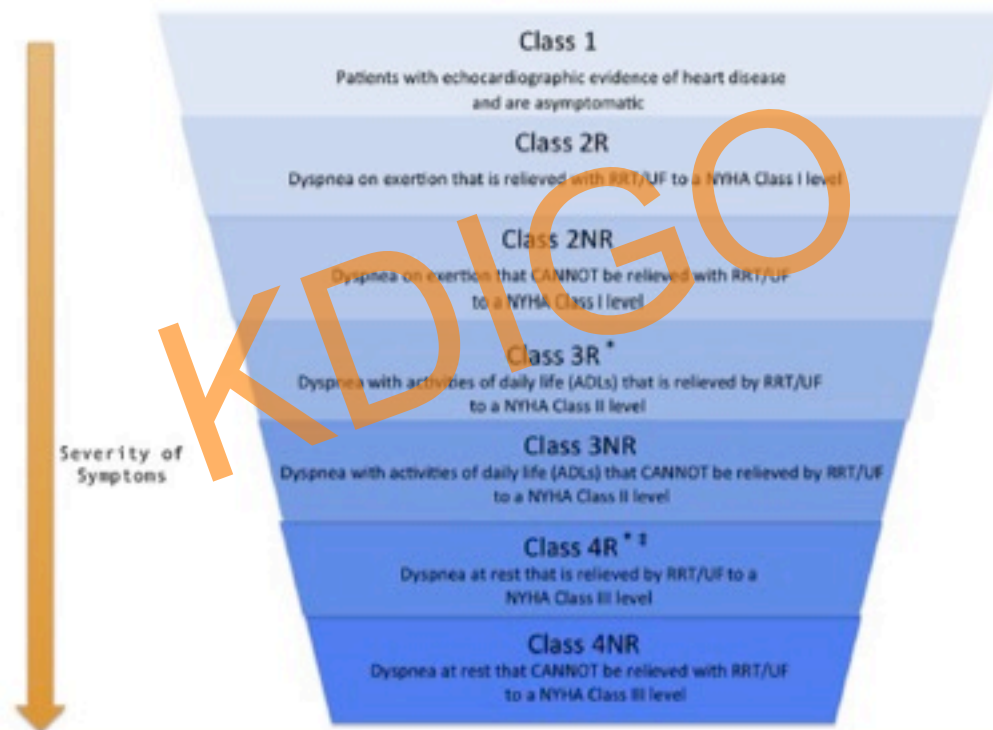 Class 1
Patients with echocardiographic evidence of heart disease
and are asymptomatic
Class 2R
Dyspnea on exertion that is relieved with RRT/UF to a NYHA Class I level
Class 2NR
Dyspnea on exertion that CANNOT be relieved with RRT/UF
to a NYHA Class I level
Class 3R *
Dyspnea with activities of daily life (ADLs) that is relieved by RRT/UF
to a NYHA Class II level
Class 3NR
Dyspnea with activities of daily life (ADLs) that CANNOT be relieved by RRT/UF
to a NYHA Class II level
Class 4R * ‡
Dyspnea at rest that is relieved by RRT/UF to a
NYHA Class III level
Class 4NR
Dyspnea at rest that CANNOT be relieved with RRT/UF
to a NYHA Class III level
Severity of
Symptoms
KDIGO